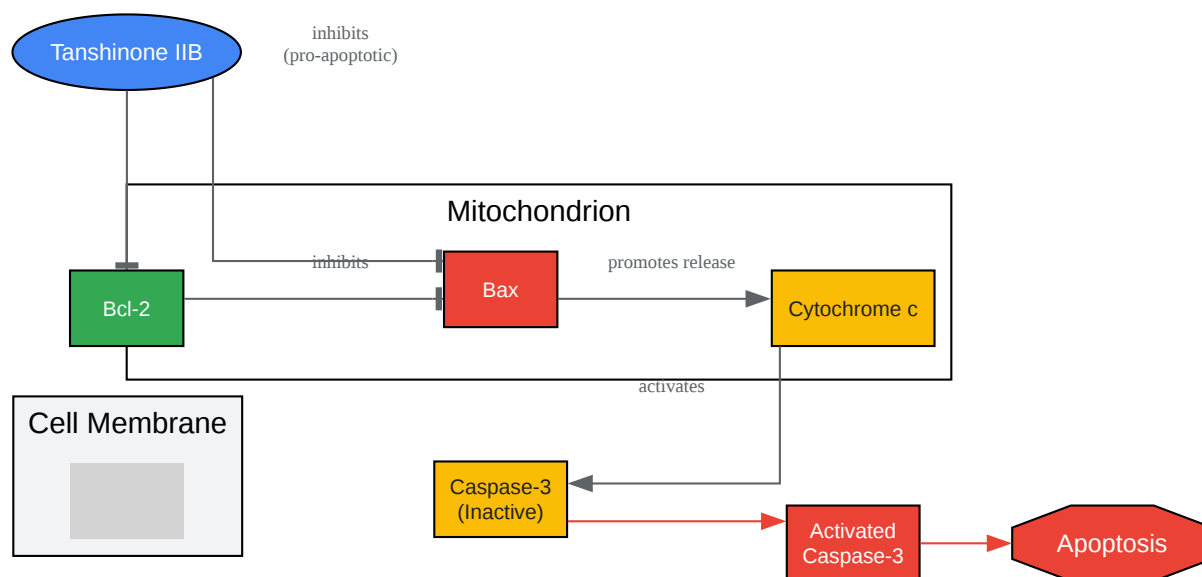 Tanshinone IIB
inhibits
(pro-apoptotic)
Mitochondrion
inhibits
promotes release
Bcl-2
Bax
Cytochrome c
activates
Cell Membrane
Caspase-3
(Inactive)
Activated
Caspase-3
Apoptosis